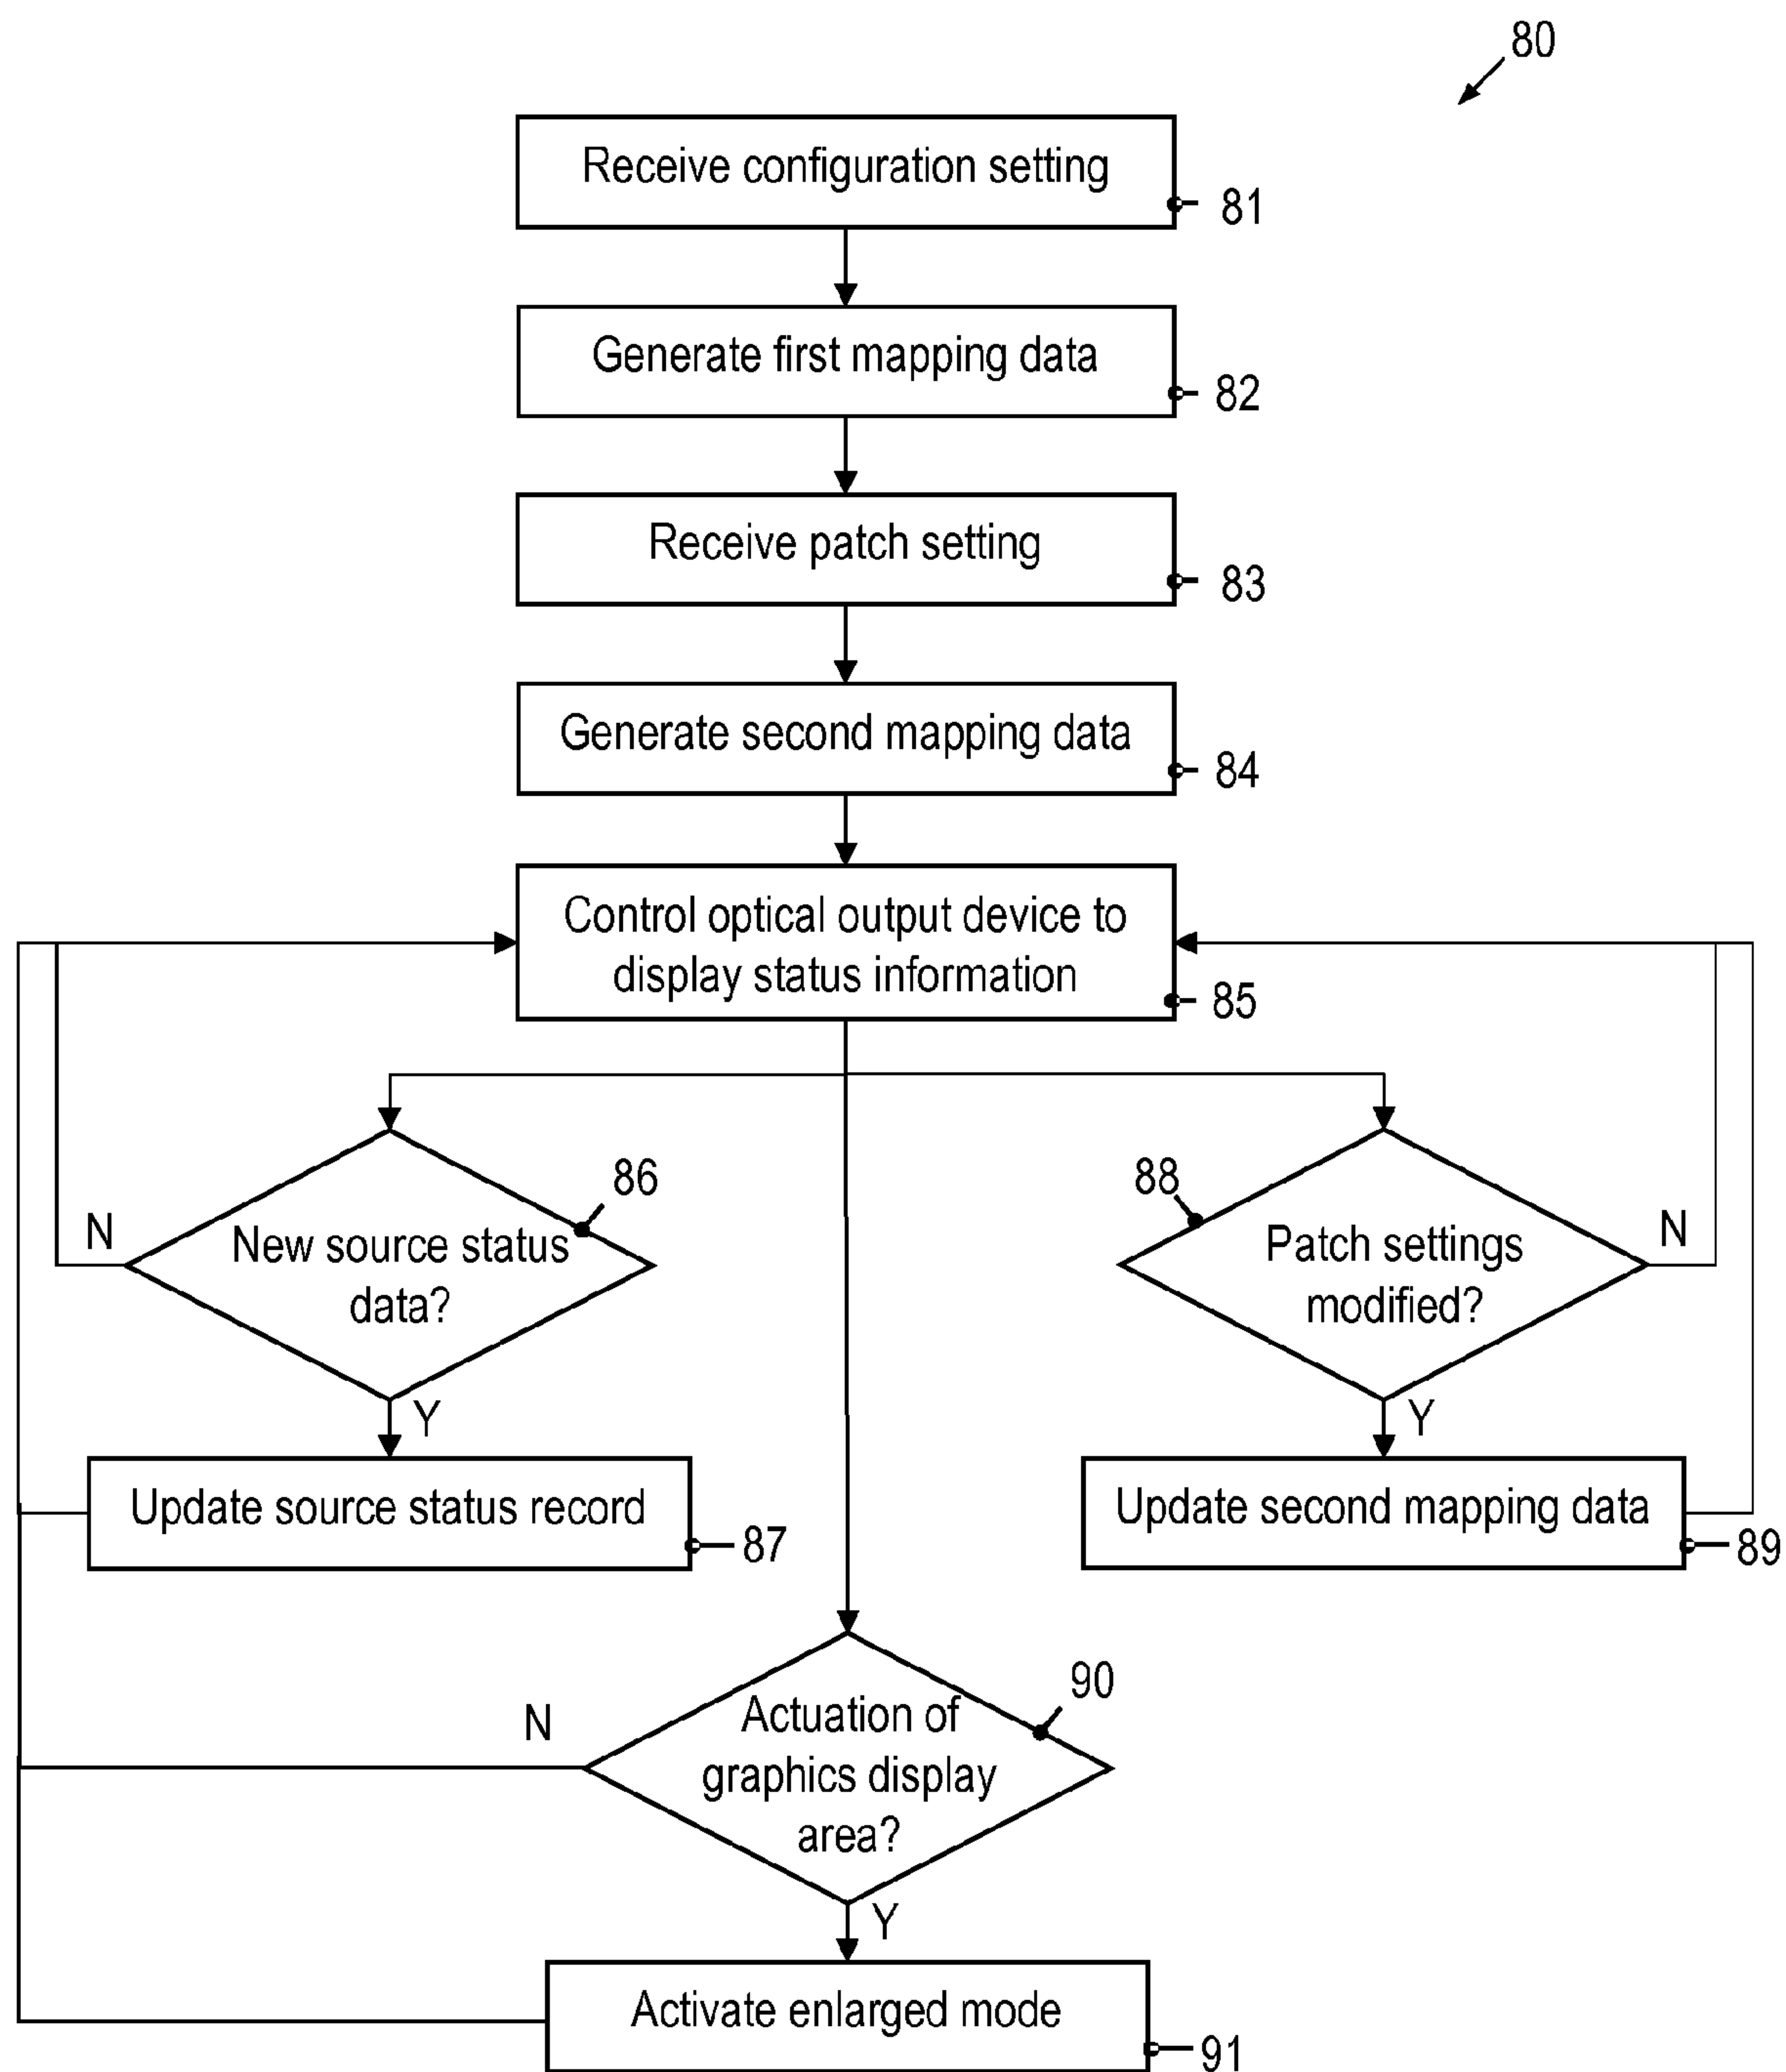 80
Receive configuration setting
81
Generate first mapping data
82
Receive patch setting
83
Generate second mapping data
84
Control optical output device to
display status information
85
86
N
New source status
data?
Y
88
N
Patch settings
modified?
Y
Update source status record
87
Update second mapping data
89
90
N
Actuation of
graphics display
area?
Y
Activate enlarged mode
91